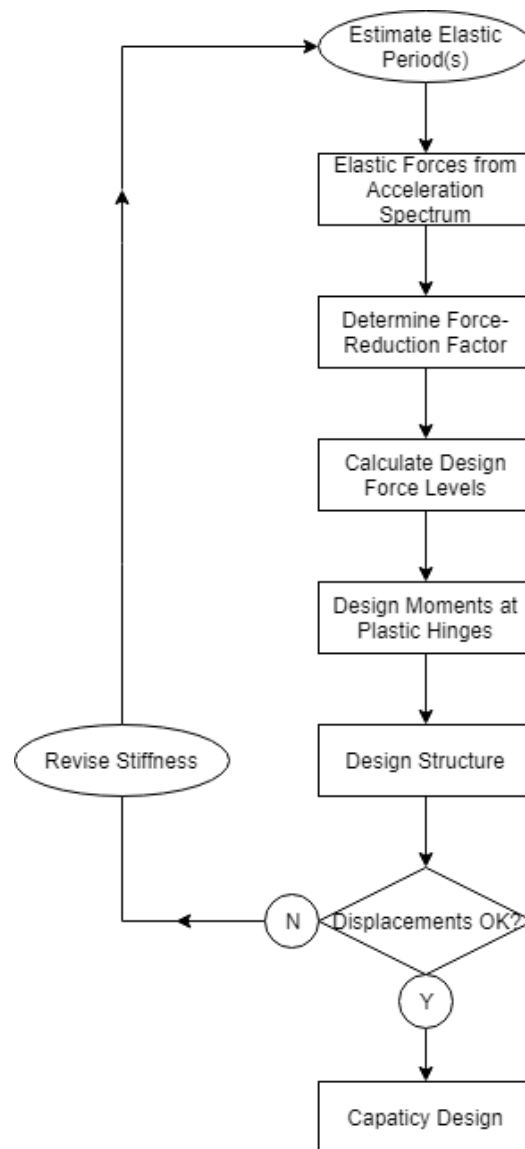 Estimate Elastic
Period(s)
Elastic Forces from
Acceleration
Spectrum
Determine Force-
Reduction Factor
Calculate Design
Force Levels
Design Moments at
Plastic Hinges
Revise Stiffness
Design Structure
N
Displacements OK?
Y
Capaticy Design